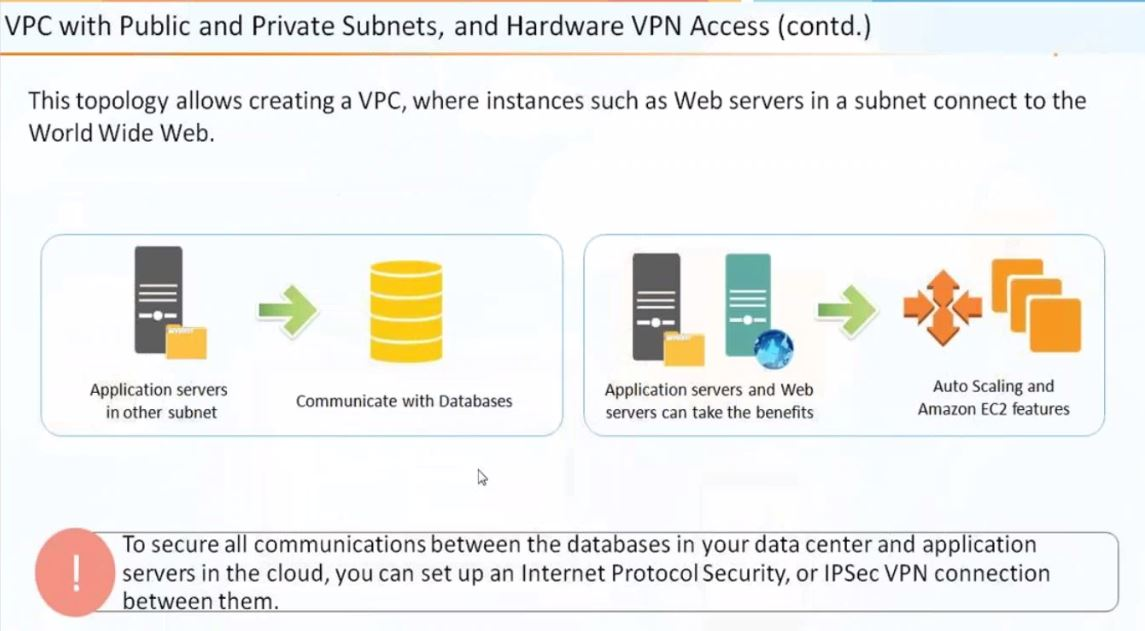 VPC with Public and Private Subnets, and Hardware VPN Access (contd.)
This topology allows creating a VPC, where instances such as Web servers in a subnet connect to the
World Wide Web.
Application servers
in other subnet
Communicate with Databases
Application servers and Web
servers can take the benefits
Auto Scaling and
Amazon EC2 features
!
To secure all communications between the databases in your data center and application
servers in the cloud, you can set up an Internet Protocol Security, or IPSec VPN connection
between them.